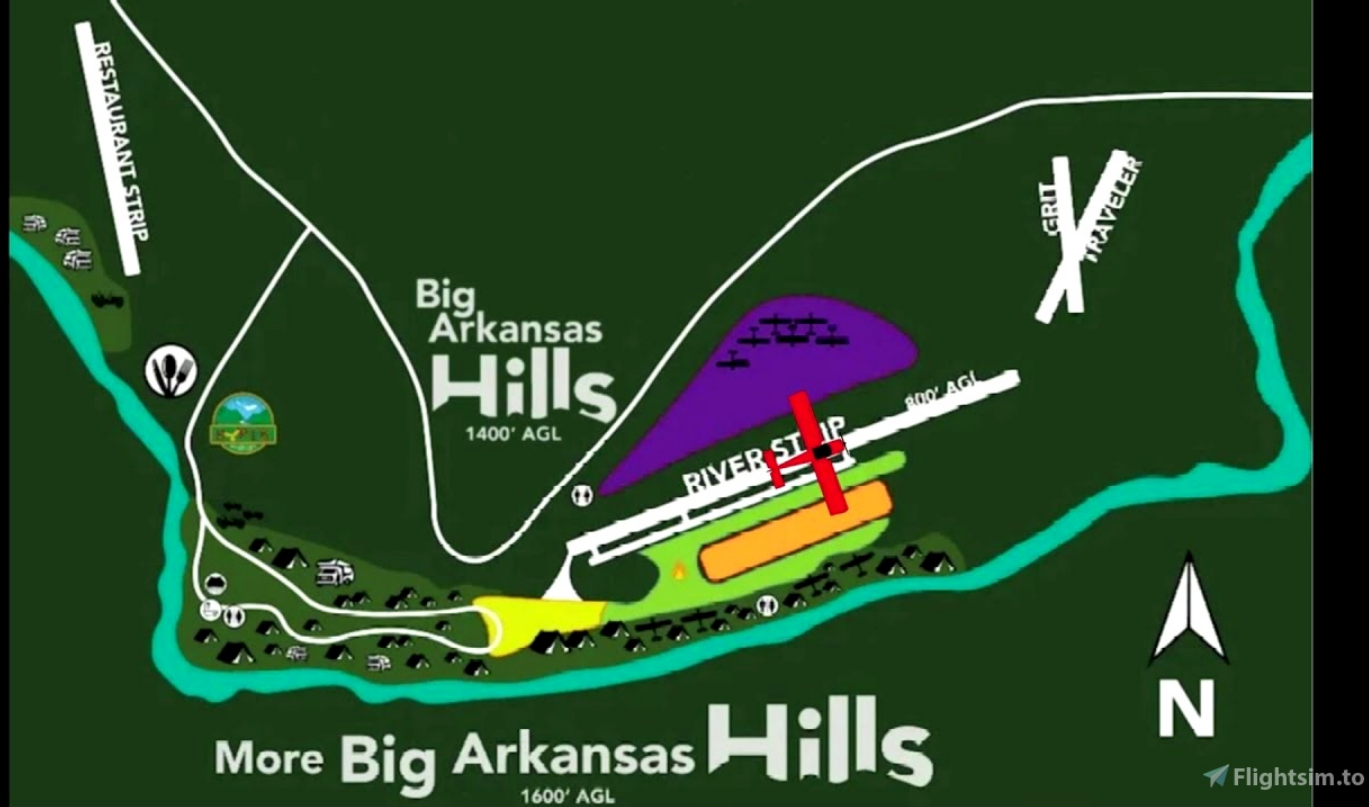 RESTAURANT STRIP
GRIT
TRAVELER
Big
Arkansas
Hills
1400' AGL
800' AGL
RIVER STRIP
N
More Big Arkansas Hills
1600' AGL
Flightsim.to